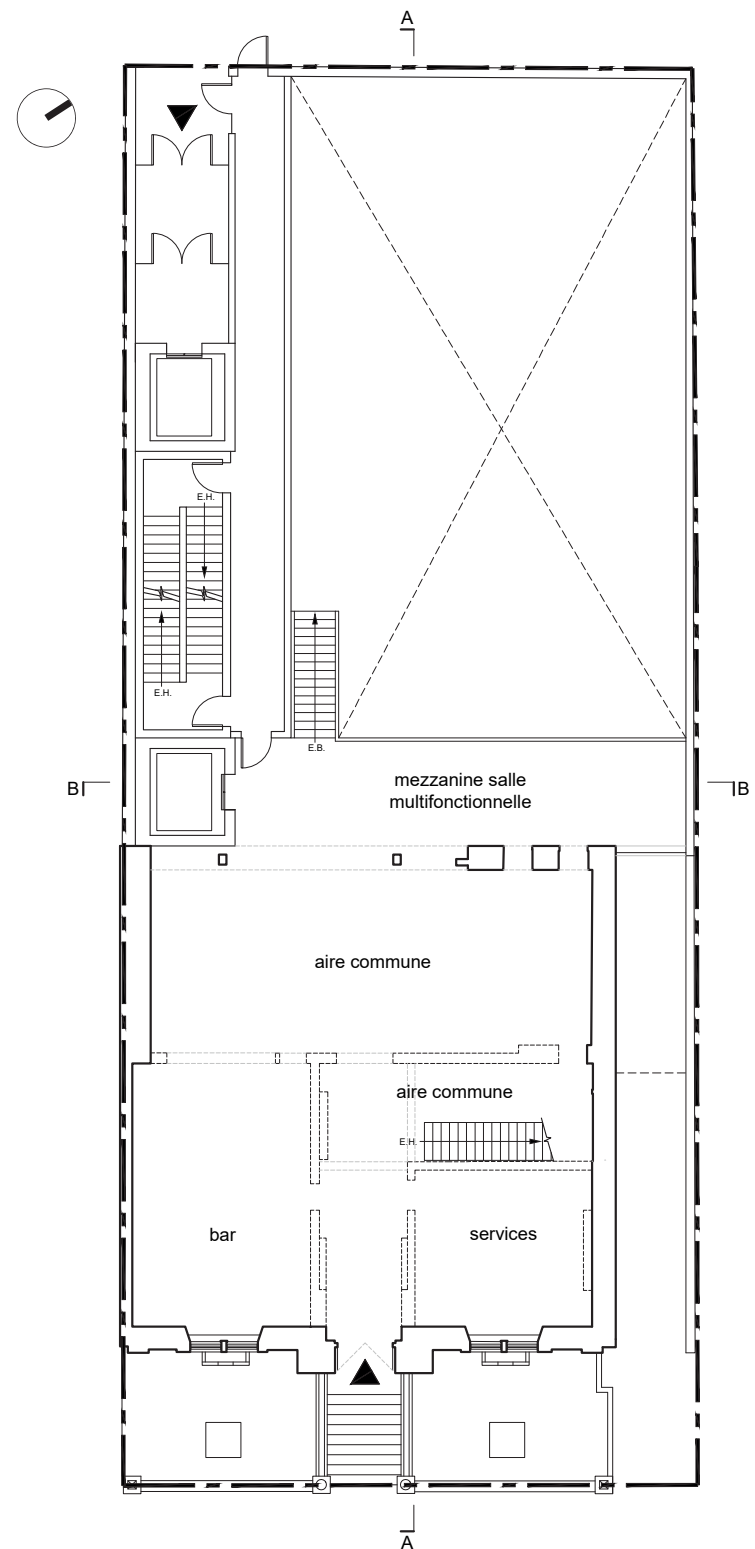 A
E.H.
E.H.
E.B.
B
mezzanine salle
multifonctionnelle
B
aire commune
aire commune
E.H.
bar
services
A